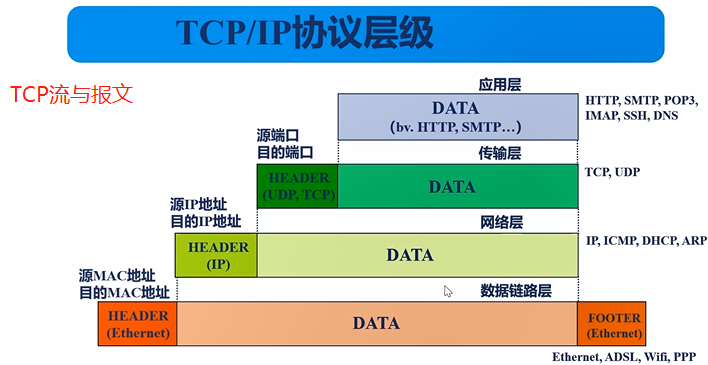 TCP/IP协议层级
TCP流与报文
应用层
DATA
（bv. HTTP, SMTP…）
HTTP, SMTP, POP3,
IMAP, SSH, DNS
源端口
目的端口
传输层
HEADER
(UDP, TCP)
DATA
TCP, UDP
源IP地址
目的IP地址
网络层
HEADER
(IP)
DATA
IP, ICMP, DHCP, ARP
源MAC地址
目的MAC地址
数据链路层
HEADER
(Ethernet)
DATA
FOOTER
(Ethernet)
Ethernet, ADSL, Wifi, PPP